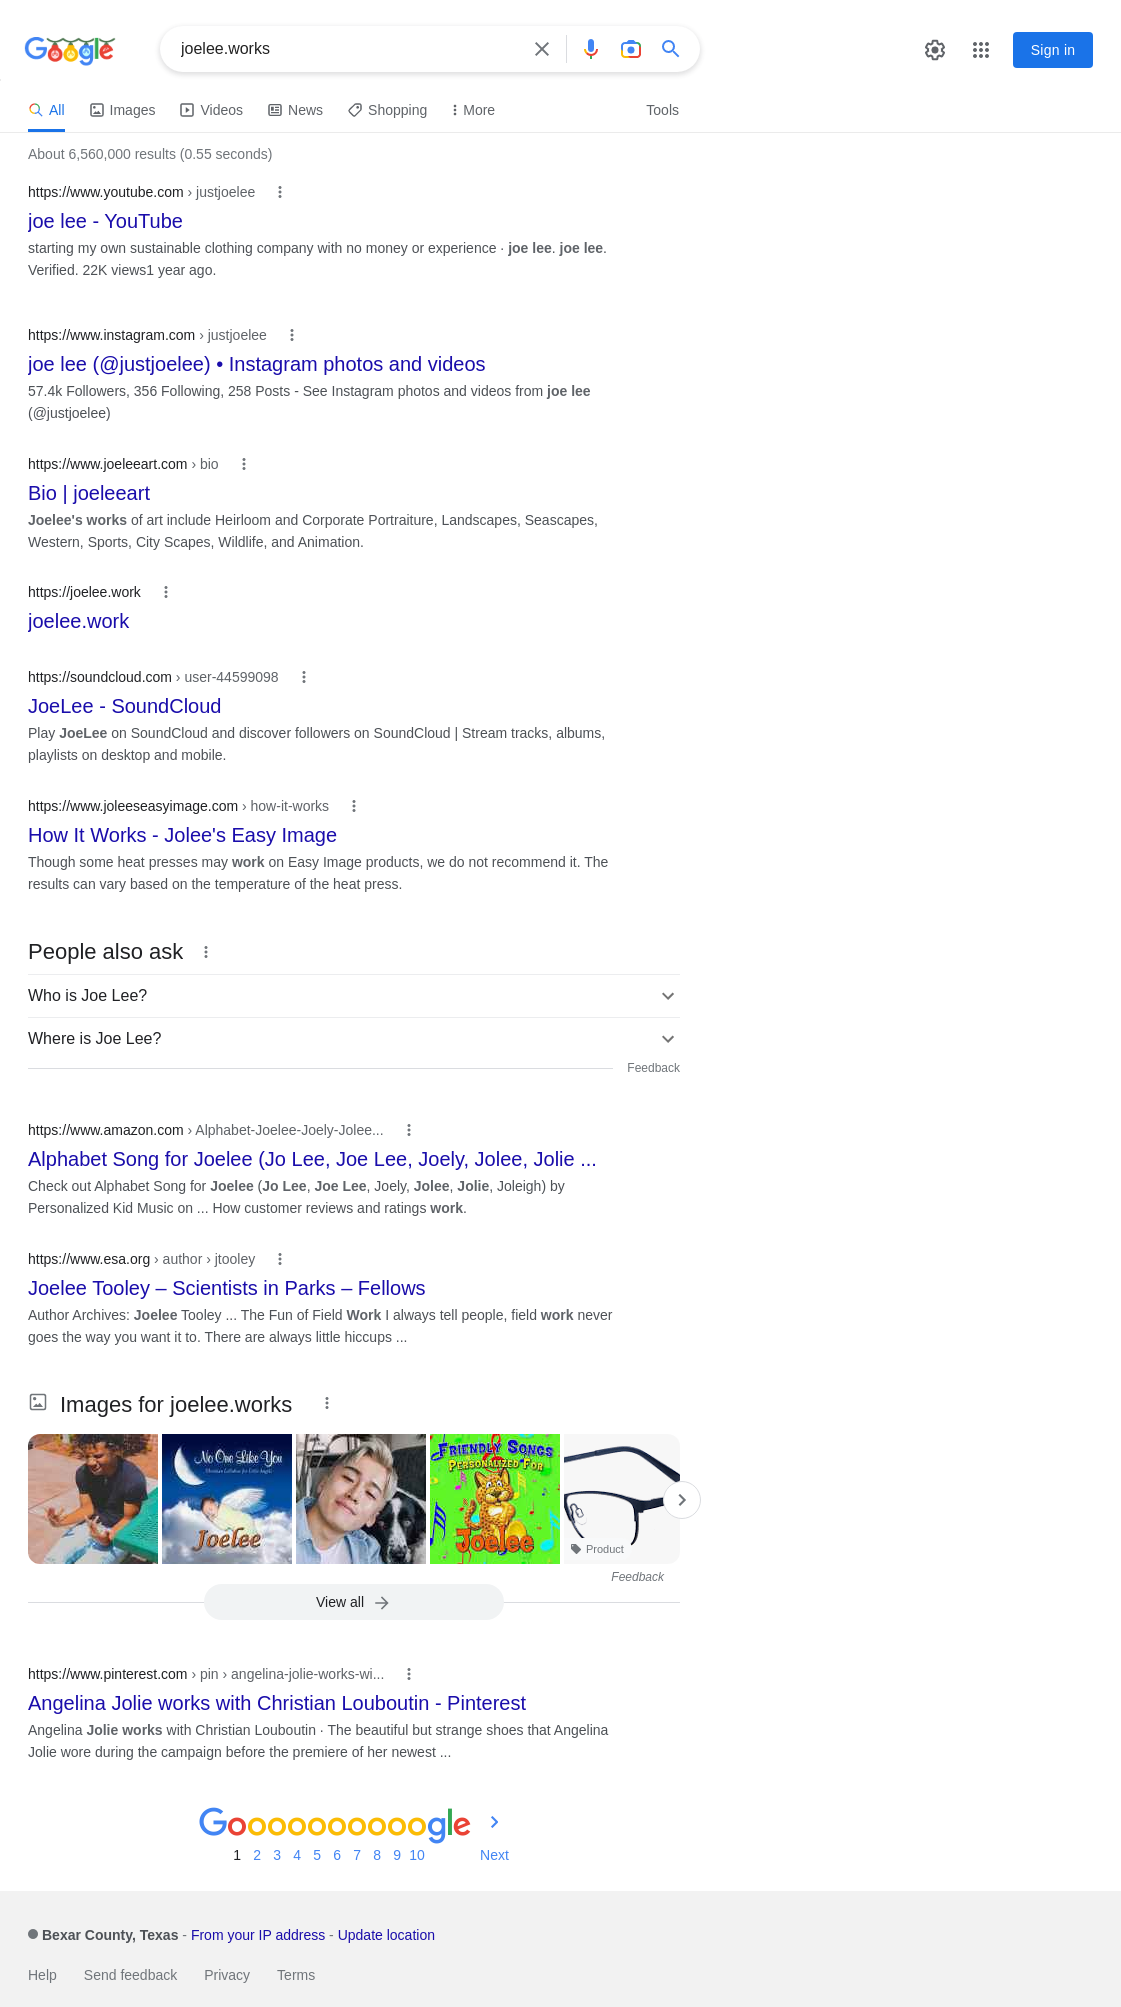 Google
joelee.works
Sign in
All
Images
Videos
News
Shopping
More
Tools
About 6,560,000 results (0.55 seconds)
https://www.youtube.com › justjoelee
joe lee - YouTube
starting my own sustainable clothing company with no money or experience · joe lee. joe lee.
Verified. 22K views1 year ago.
https://www.instagram.com › justjoelee
joe lee (@justjoelee) • Instagram photos and videos
57.4k Followers, 356 Following, 258 Posts - See Instagram photos and videos from joe lee
(@justjoelee)
https://www.joeleeart.com › bio
Bio | joeleeart
Joelee's works of art include Heirloom and Corporate Portraiture, Landscapes, Seascapes,
Western, Sports, City Scapes, Wildlife, and Animation.
https://joelee.work
joelee.work
https://soundcloud.com › user-44599098
JoeLee - SoundCloud
Play JoeLee on SoundCloud and discover followers on SoundCloud | Stream tracks, albums,
playlists on desktop and mobile.
https://www.joleeseasyimage.com › how-it-works
How It Works - Jolee's Easy Image
Though some heat presses may work on Easy Image products, we do not recommend it. The
results can vary based on the temperature of the heat press.
People also ask
Who is Joe Lee?
Where is Joe Lee?
Feedback
https://www.amazon.com › Alphabet-Joelee-Joely-Jolee...
Alphabet Song for Joelee (Jo Lee, Joe Lee, Joely, Jolee, Jolie ...
Check out Alphabet Song for Joelee (Jo Lee, Joe Lee, Joely, Jolee, Jolie, Joleigh) by
Personalized Kid Music on ... How customer reviews and ratings work.
https://www.esa.org › author › jtooley
Joelee Tooley – Scientists in Parks – Fellows
Author Archives: Joelee Tooley ... The Fun of Field Work I always tell people, field work never
goes the way you want it to. There are always little hiccups ...
Images for joelee.works
No One Like You
Christian Lullabies for Little Angels
Joelee
FRIENDLY SONGS
PERSONALIZED FOR
Joelee
Product
Feedback
View all
https://www.pinterest.com › pin › angelina-jolie-works-wi...
Angelina Jolie works with Christian Louboutin - Pinterest
Angelina Jolie works with Christian Louboutin · The beautiful but strange shoes that Angelina
Jolie wore during the campaign before the premiere of her newest ...
Goooooooooogle
1 2 3 4 5 6 7 8 9 10 Next
Bexar County, Texas - From your IP address - Update location
Help
Send feedback
Privacy
Terms